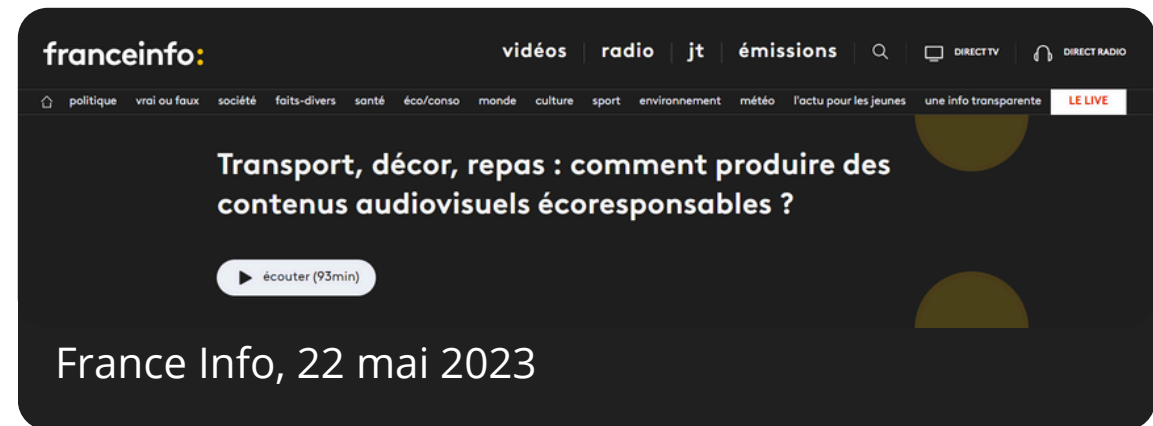 franceinfo: vidéos radio jt émissions DIRECT TV DIRECT RADIO
politique vrai ou faux société faits-divers santé éco/conso monde culture sport environnement météo l'actu pour les jeunes une info transparente LE LIVE
Transport, décor, repas : comment produire des
contenus audiovisuels écoresponsables ?
écouter (93min)
France Info, 22 mai 2023